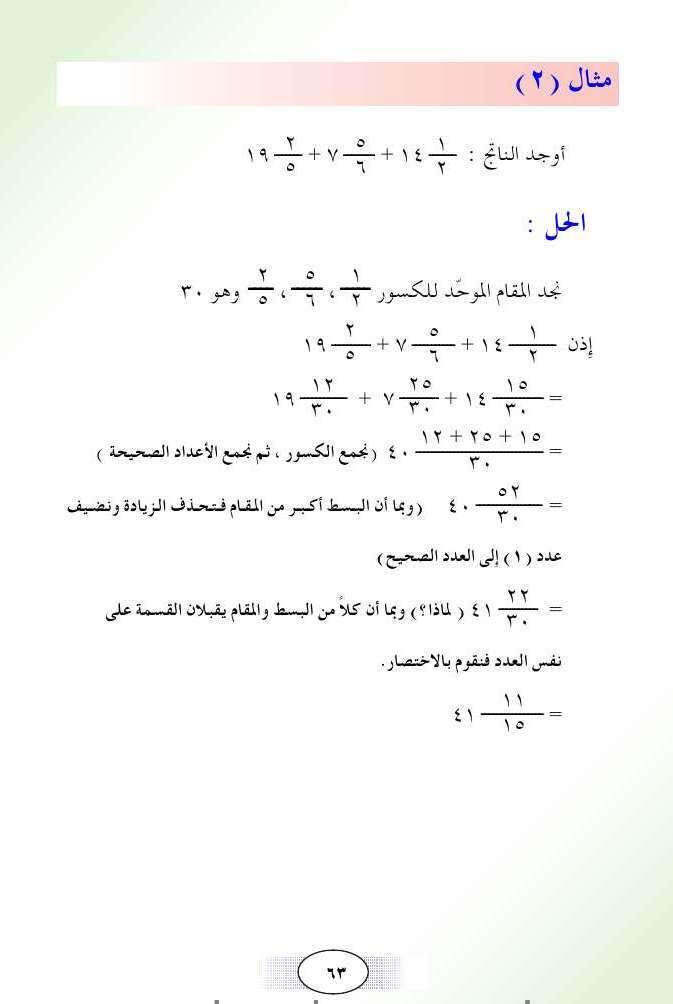 مثال ( ٢ )
أوجد الناتج : ١/٢ ١٤ + ٥/٦ ٧ + ٢/٥ ١٩
الحل :
نجد المقام الموحّد للكسور ١/٢ ، ٥/٦ ، ٢/٥ وهو ٣٠
إذن ١/٢ ١٤ + ٥/٦ ٧ + ٢/٥ ١٩
= ١٥/٣٠ ١٤ + ٢٥/٣٠ ٧ + ١٢/٣٠ ١٩
= ١٥ + ٢٥ + ١٢/٣٠ ٤٠ (نجمع الكسور ، ثم نجمع الأعداد الصحيحة )
= ٥٢/٣٠ ٤٠ (وبما أن البسط أكبر من المقام فتحذف الزيادة ونضيف
عدد (١) إلى العدد الصحيح)
= ٢٢/٣٠ ٤١ ( لماذا؟) وبما أن كلاً من البسط والمقام يقبلان القسمة على
نفس العدد فنقوم بالاختصار.
= ١١/١٥ ٤١
٦٣